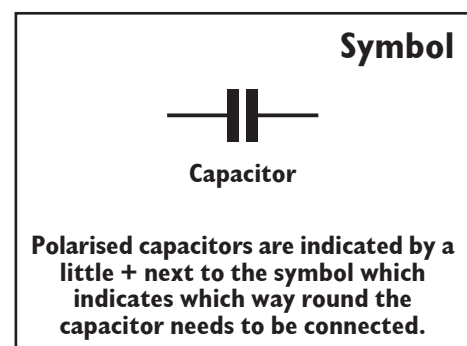 Symbol
Capacitor
Polarised capacitors are indicated by a
little + next to the symbol which
indicates which way round the
capacitor needs to be connected.